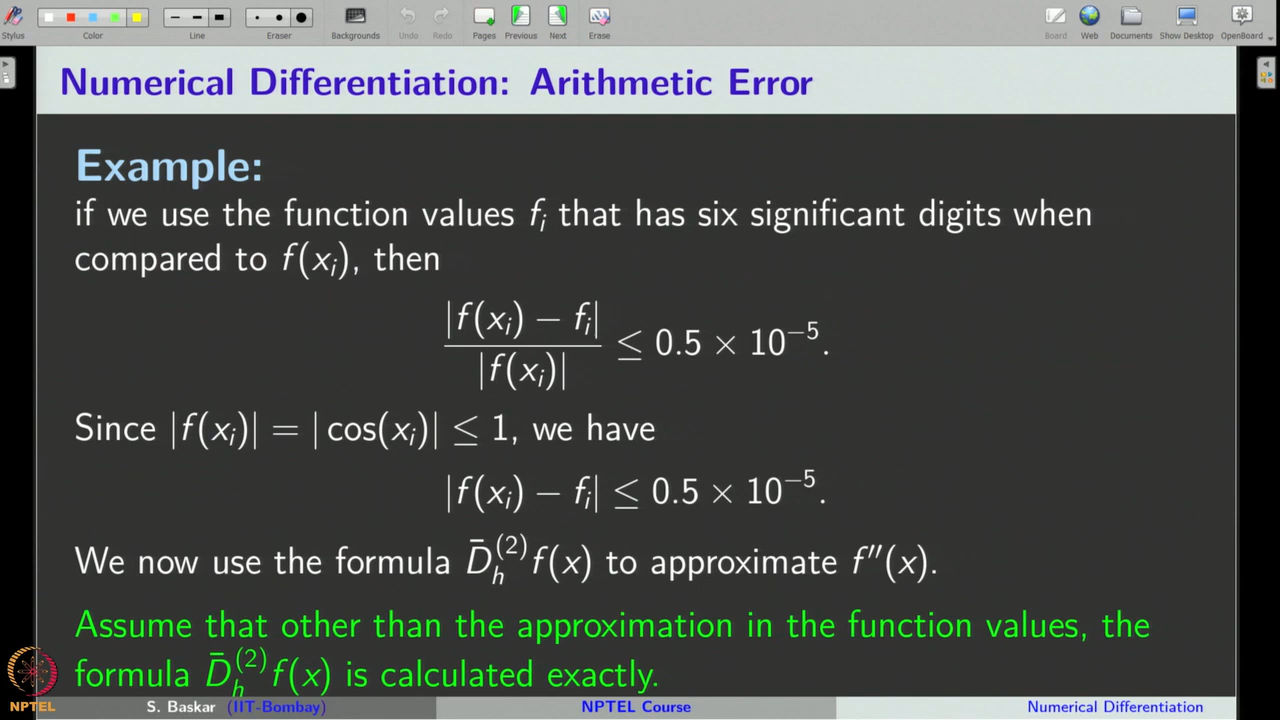 Stylus Color Line Eraser Backgrounds Undo Redo Pages Previous Next Erase Board Web Documents Show Desktop OpenBoard
Numerical Differentiation: Arithmetic Error
Example:
if we use the function values fᵢ that has six significant digits when
compared to f(xᵢ), then
|f(xᵢ) − fᵢ| / |f(xᵢ)| ≤ 0.5 × 10⁻⁵.
Since |f(xᵢ)| = | cos(xᵢ)| ≤ 1, we have
|f(xᵢ) − fᵢ| ≤ 0.5 × 10⁻⁵.
We now use the formula D̄ₕ⁽²⁾f(x) to approximate f″(x).
Assume that other than the approximation in the function values, the
formula D̄ₕ⁽²⁾f(x) is calculated exactly.
NPTEL
S. Baskar (IIT-Bombay) NPTEL Course Numerical Differentiation